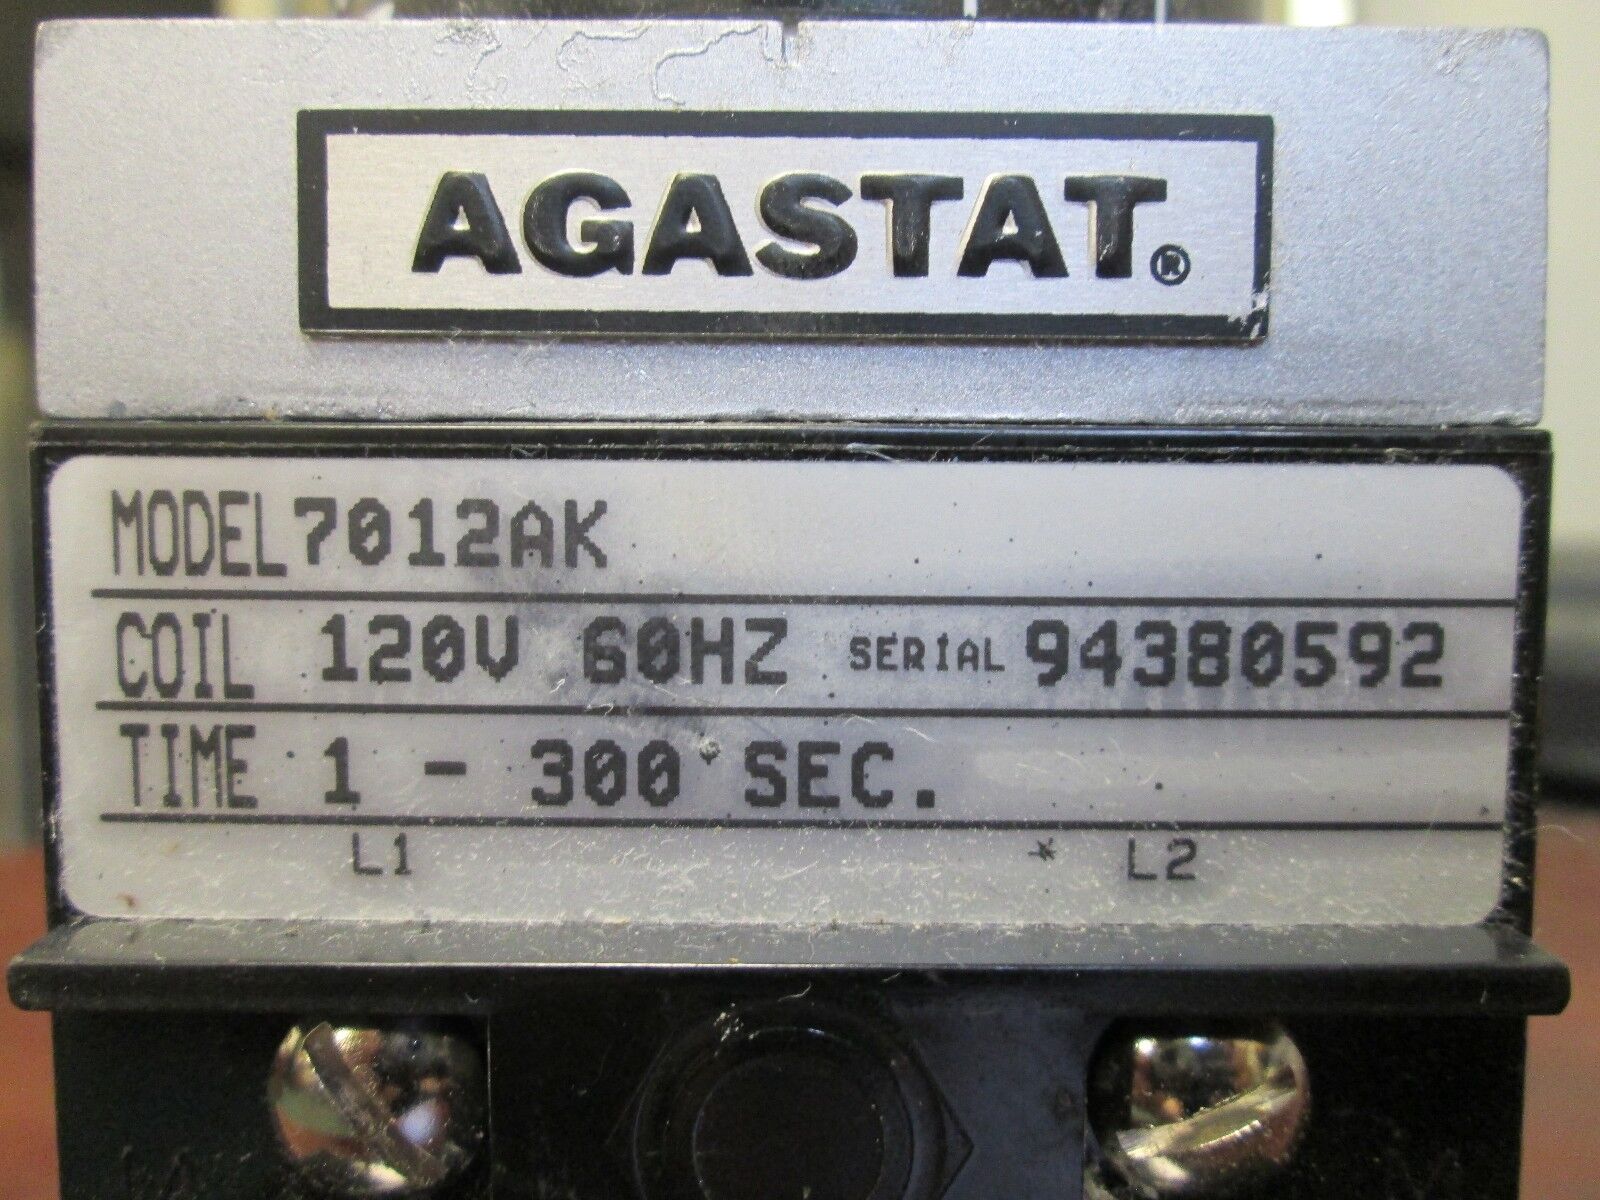 AGASTAT®
MODEL 7012AK
COIL 120V 60HZ SERIAL 94380592
TIME 1 - 300 SEC.
L1 * L2